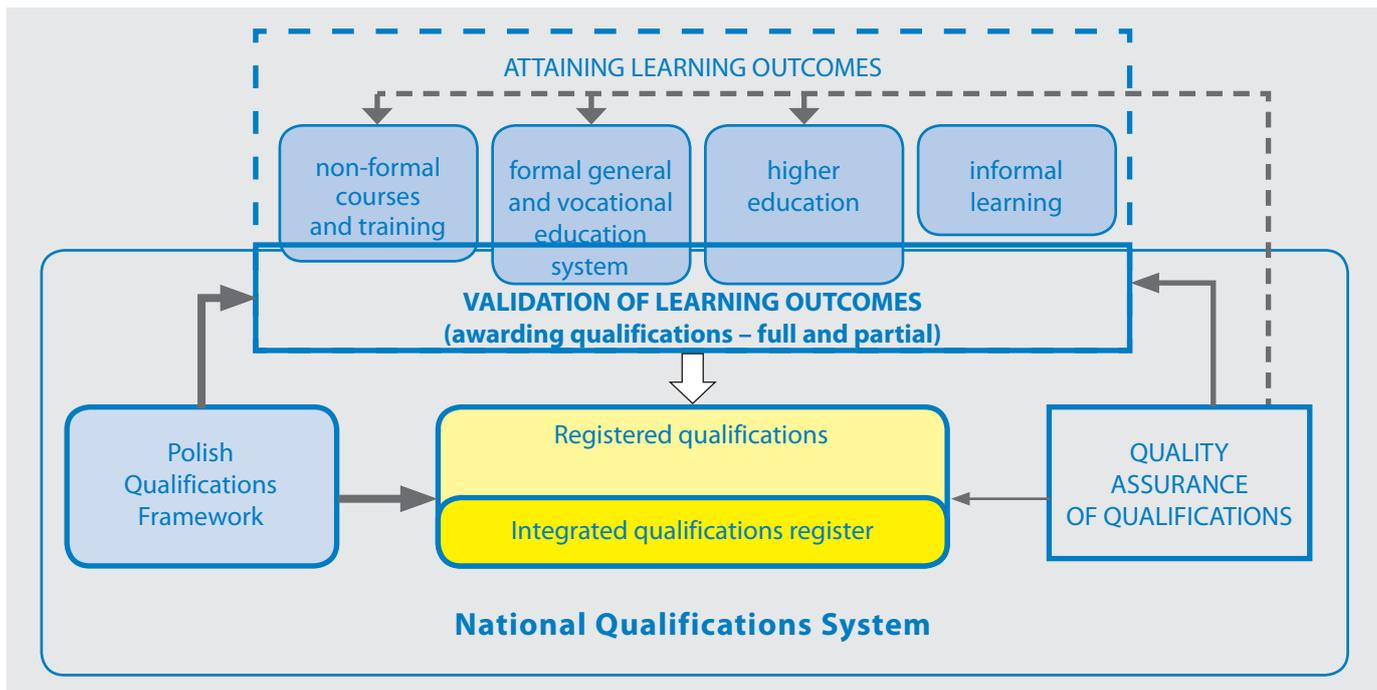 ATTAINING LEARNING OUTCOMES
non-formal
courses
and training
formal general
and vocational
education
system
higher
education
informal
learning
VALIDATION OF LEARNING OUTCOMES
(awarding qualifications – full and partial)
Polish
Qualifications
Framework
Registered qualifications
Integrated qualifications register
QUALITY
ASSURANCE
OF QUALIFICATIONS
National Qualifications System